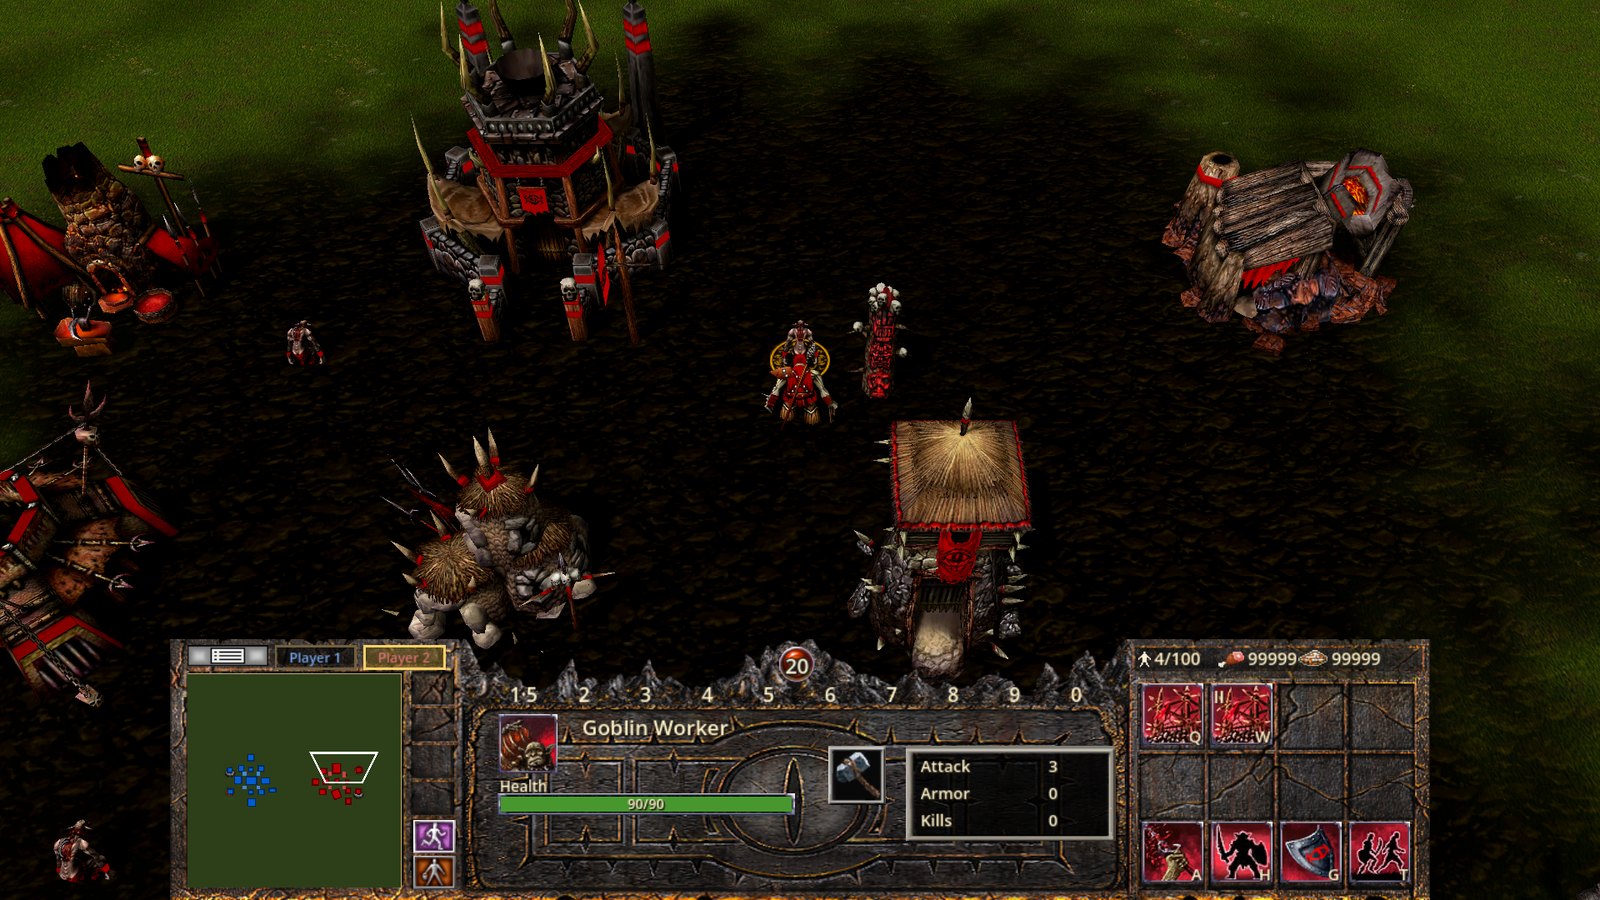 Player 1
Player 2
20
1.5 2 3 4 5 6 7 8 9 0
4/100 99999 99999
Goblin Worker
Health
90/90
Attack 3
Armor 0
Kills 0
Q
II W
A H G T